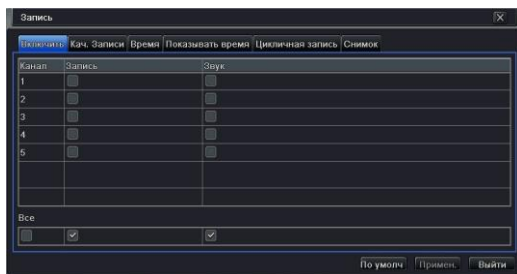 Запись
Включить Кач. Записи Время Показывать время Цикличная запись Снимок
Канал Запись Звук
1
2
3
4
5
Все
По умолч Примен. Выйти